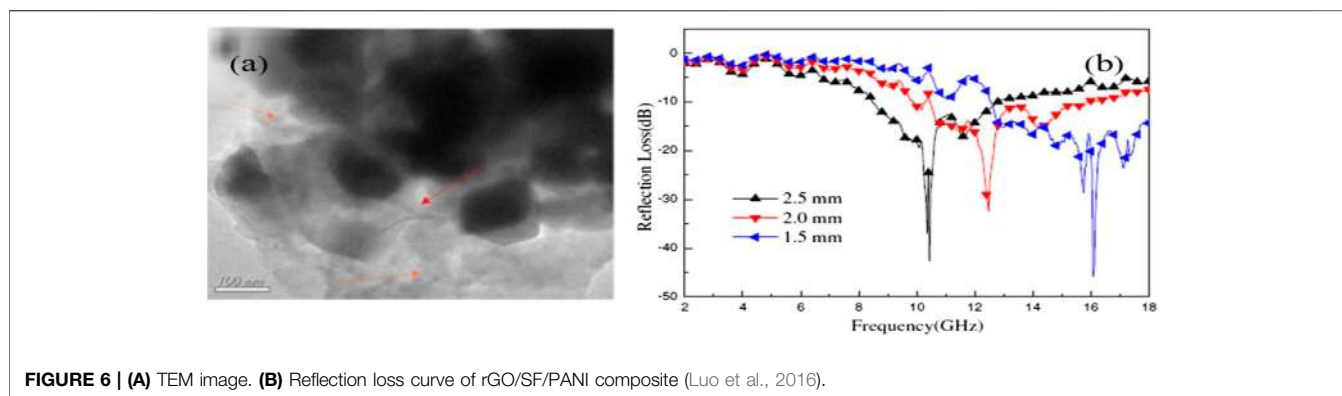 (a)
100 nm
(b)
Reflection Loss(dB)
0
-10
-20
-30
-40
-50
2.5 mm
2.0 mm
1.5 mm
2 4 6 8 10 12 14 16 18
Frequency(GHz)
FIGURE 6 | (A) TEM image. (B) Reflection loss curve of rGO/SF/PANI composite (Luo et al., 2016).